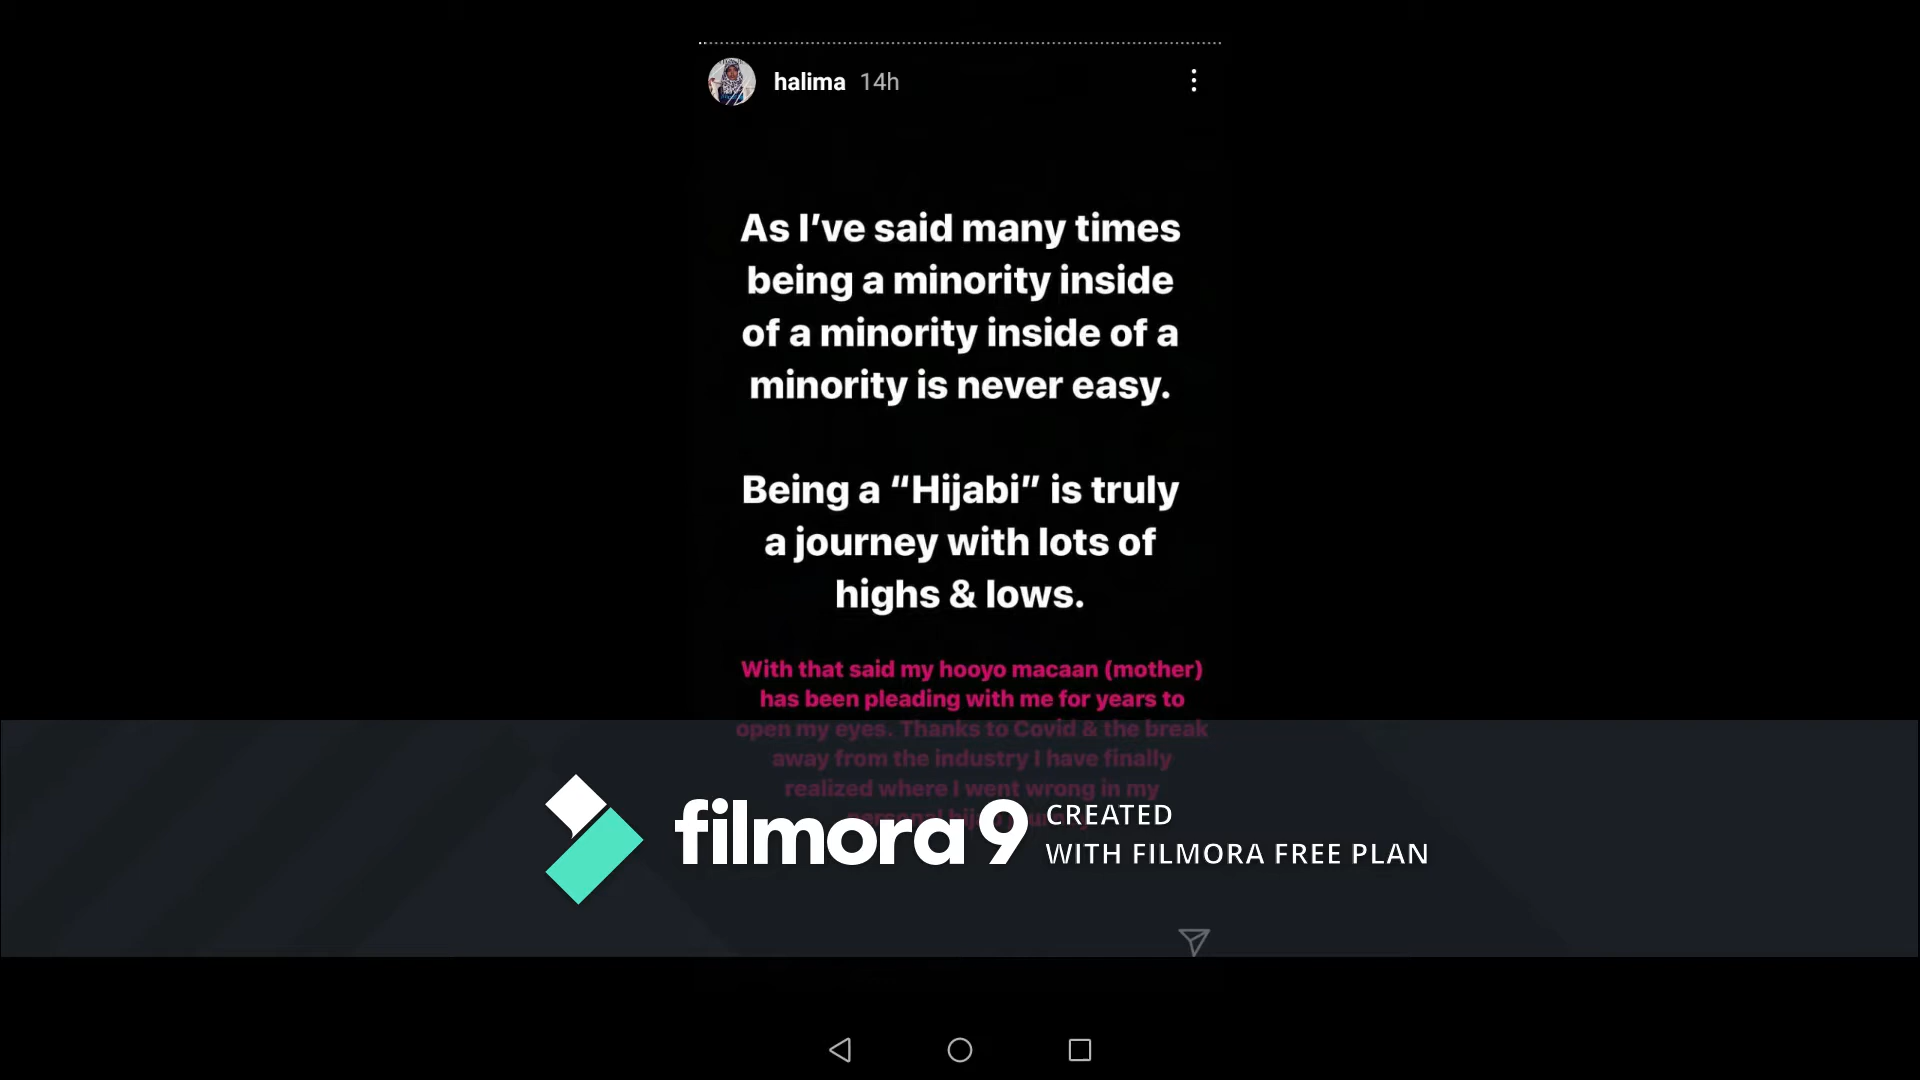 halima 14h
As I've said many times
being a minority inside
of a minority inside of a
minority is never easy.
Being a “Hijabi” is truly
a journey with lots of
highs & lows.
With that said my hooyo macaan (mother)
has been pleading with me for years to
open my eyes. Thanks to Covid & the break
away from the industry I have finally
realized where I went wrong in my
filmora9 CREATED
WITH FILMORA FREE PLAN